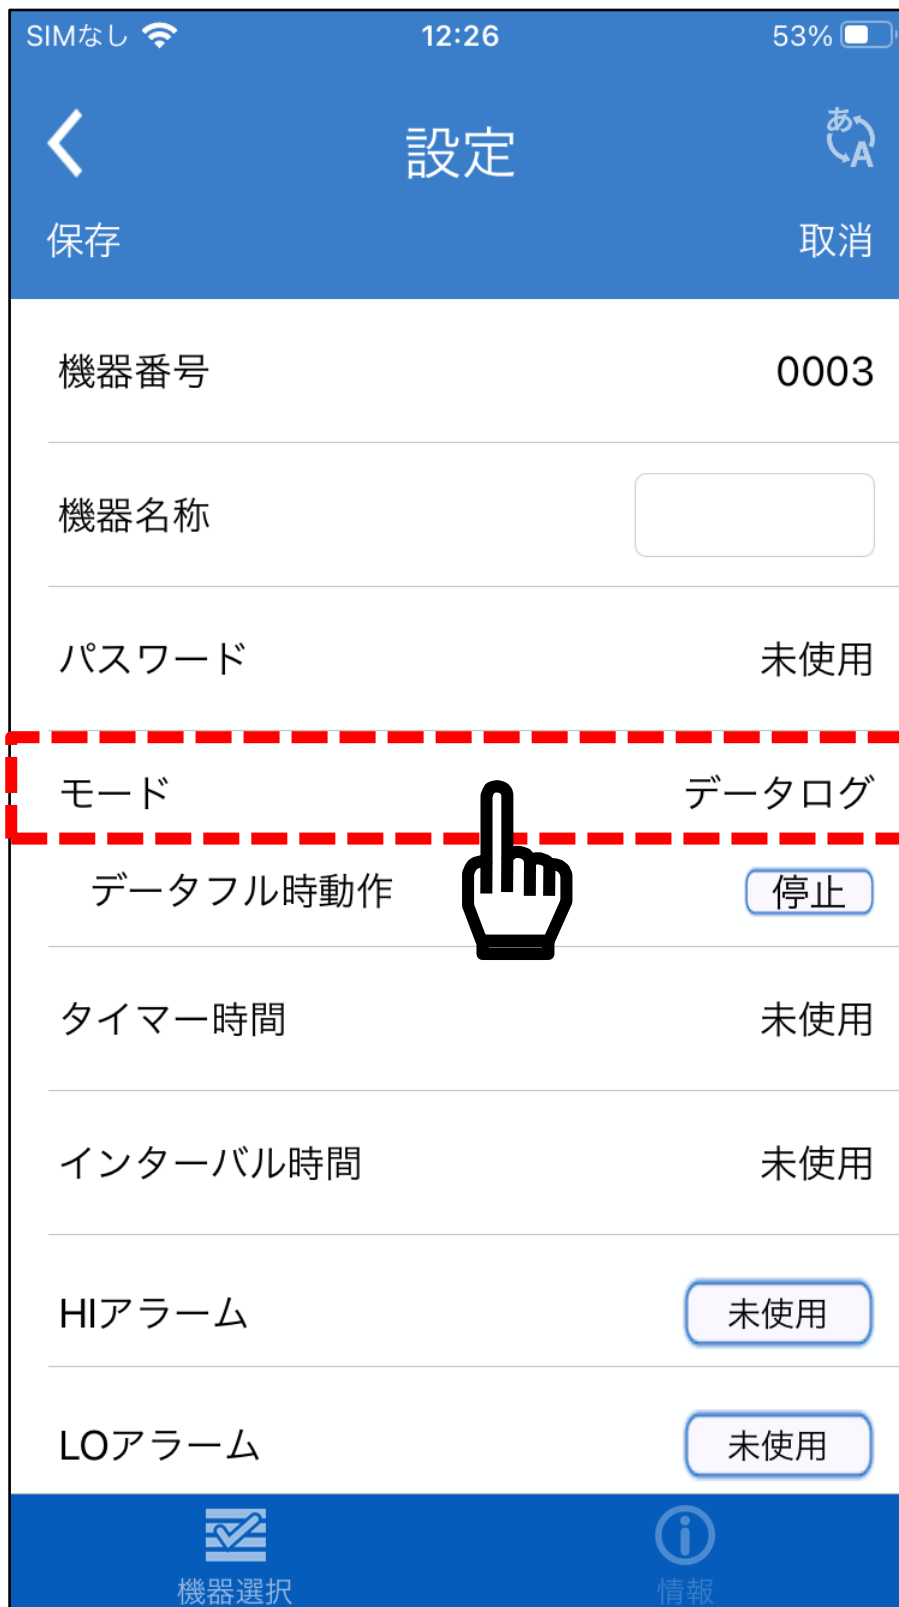 SIMなし 12:26 53%
設定
あ A
保存 取消
機器番号 0003
機器名称
パスワード 未使用
モード データログ
データフル時動作 停止
タイマー時間 未使用
インターバル時間 未使用
HIアラーム 未使用
LOアラーム 未使用
機器選択 情報